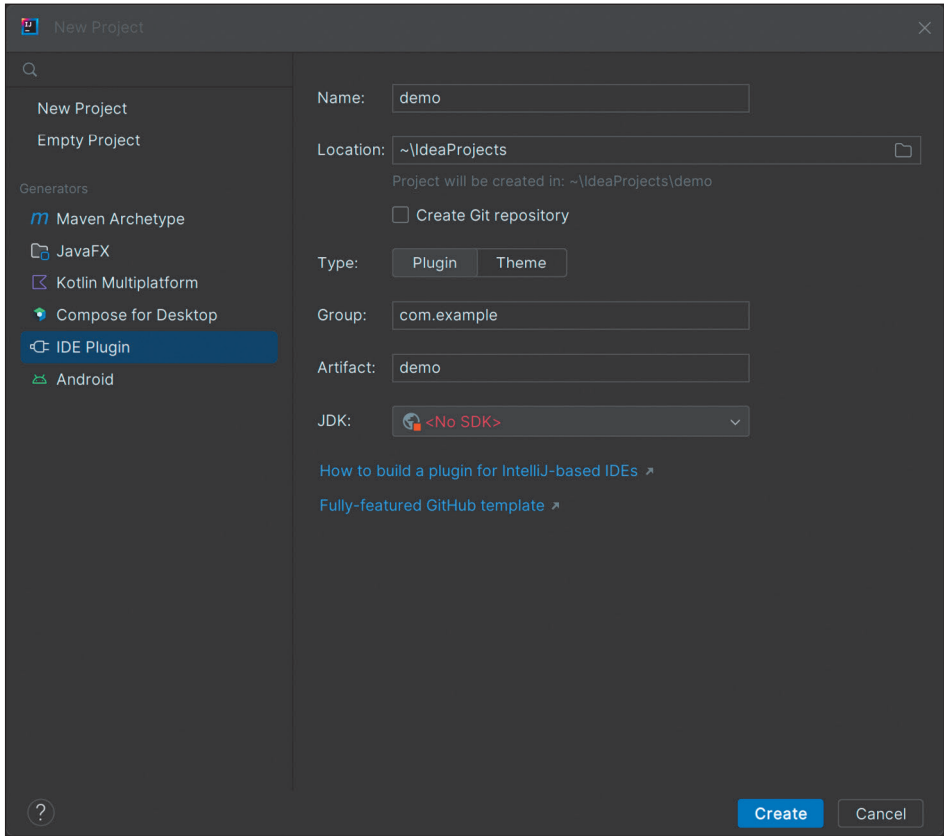 New Project
New Project
Empty Project
Generators
Maven Archetype
JavaFX
Kotlin Multiplatform
Compose for Desktop
IDE Plugin
Android
Name: demo
Location: ~\IdeaProjects
Project will be created in: ~\IdeaProjects\demo
Create Git repository
Type: Plugin Theme
Group: com.example
Artifact: demo
JDK: <No SDK>
How to build a plugin for IntelliJ-based IDEs ↗
Fully-featured GitHub template ↗
? Create Cancel